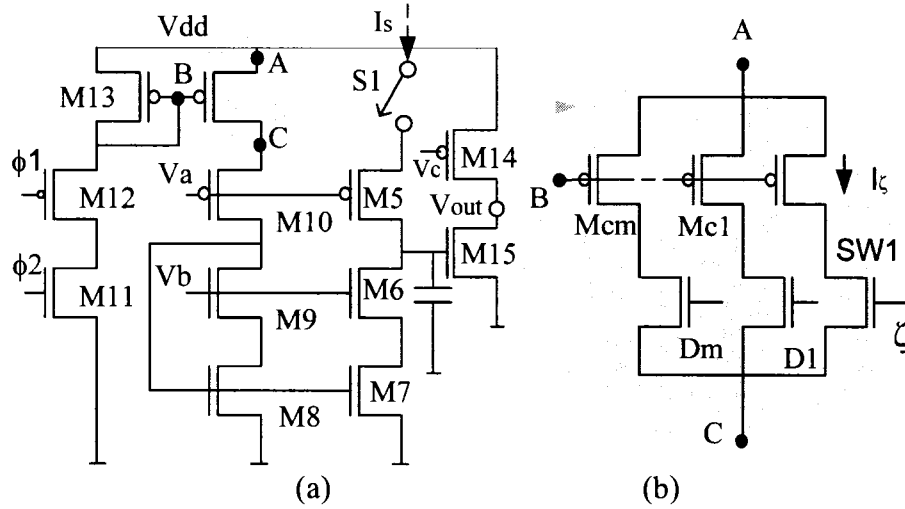 Vdd
Is
A
S1
B
M13
C
ϕ1
Va
M12
M10
M5
Vc
M14
Vout
M15
ϕ2
Vb
M11
M9
M6
M8
M7
(a)
A
B
Mcm
Mc1
Iζ
SW1
Dm
D1
ζ
C
(b)